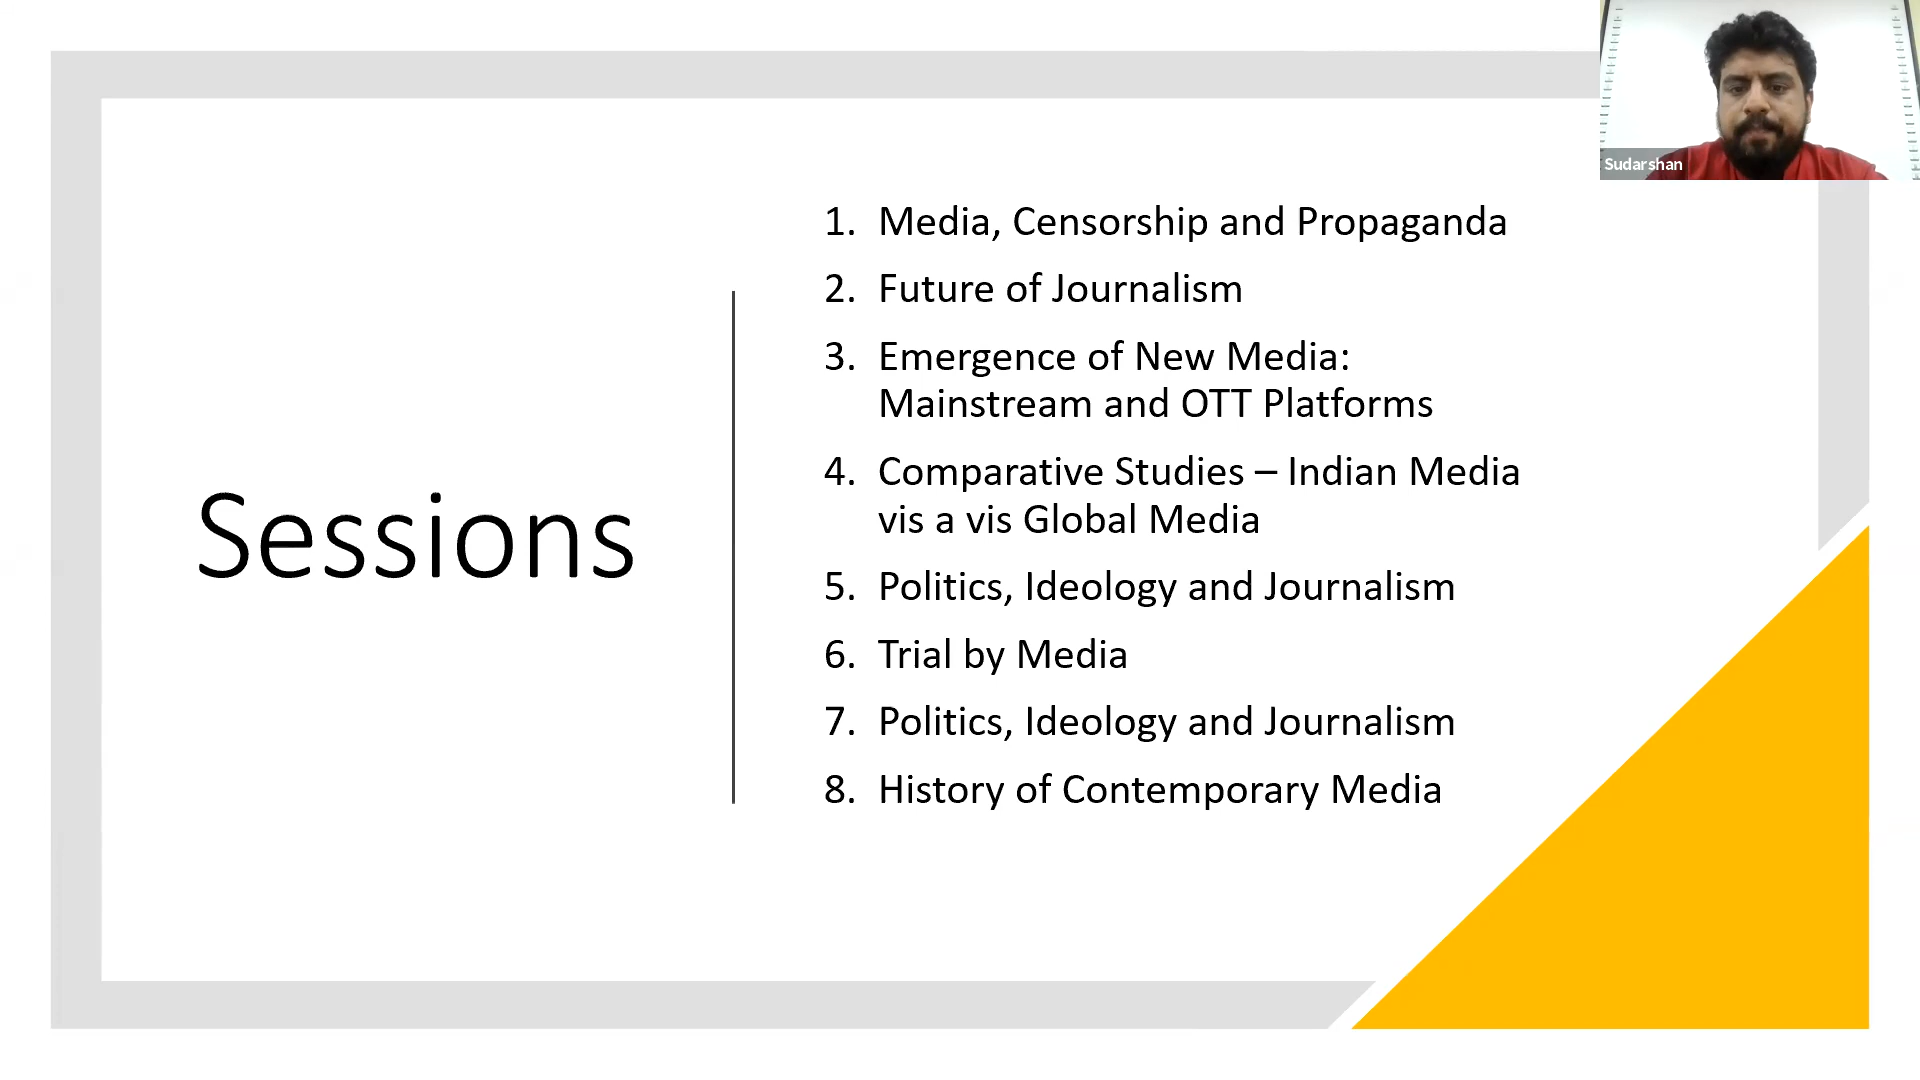 Sessions
1. Media, Censorship and Propaganda
2. Future of Journalism
3. Emergence of New Media:
Mainstream and OTT Platforms
4. Comparative Studies – Indian Media
vis a vis Global Media
5. Politics, Ideology and Journalism
6. Trial by Media
7. Politics, Ideology and Journalism
8. History of Contemporary Media
Sudarshan